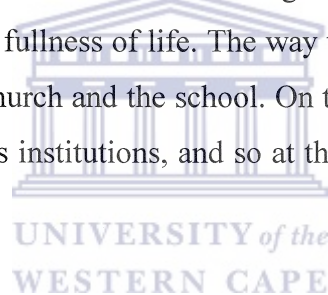 fullness of life. The way
hurch and the school. On t
s institutions, and so at th
UNIVERSITY of the
WESTERN CAPE